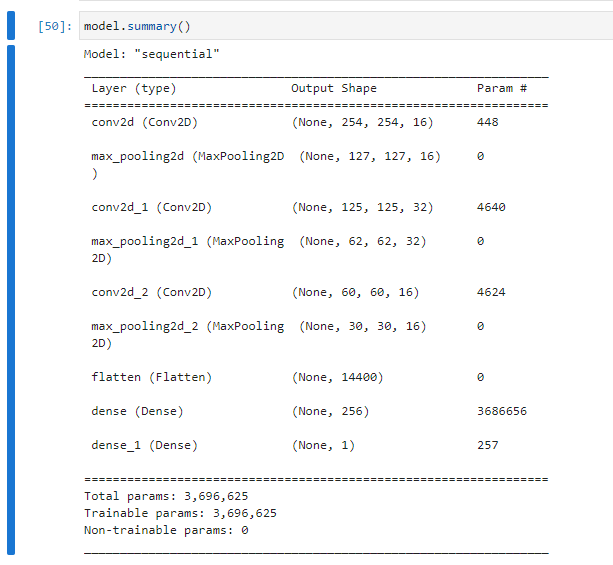 [50]: model.summary()
Model: "sequential"
_________________________________________________________________
Layer (type) Output Shape Param #
=================================================================
conv2d (Conv2D) (None, 254, 254, 16) 448
max_pooling2d (MaxPooling2D (None, 127, 127, 16) 0
)
conv2d_1 (Conv2D) (None, 125, 125, 32) 4640
max_pooling2d_1 (MaxPooling (None, 62, 62, 32) 0
2D)
conv2d_2 (Conv2D) (None, 60, 60, 16) 4624
max_pooling2d_2 (MaxPooling (None, 30, 30, 16) 0
2D)
flatten (Flatten) (None, 14400) 0
dense (Dense) (None, 256) 3686656
dense_1 (Dense) (None, 1) 257
=================================================================
Total params: 3,696,625
Trainable params: 3,696,625
Non-trainable params: 0
_________________________________________________________________